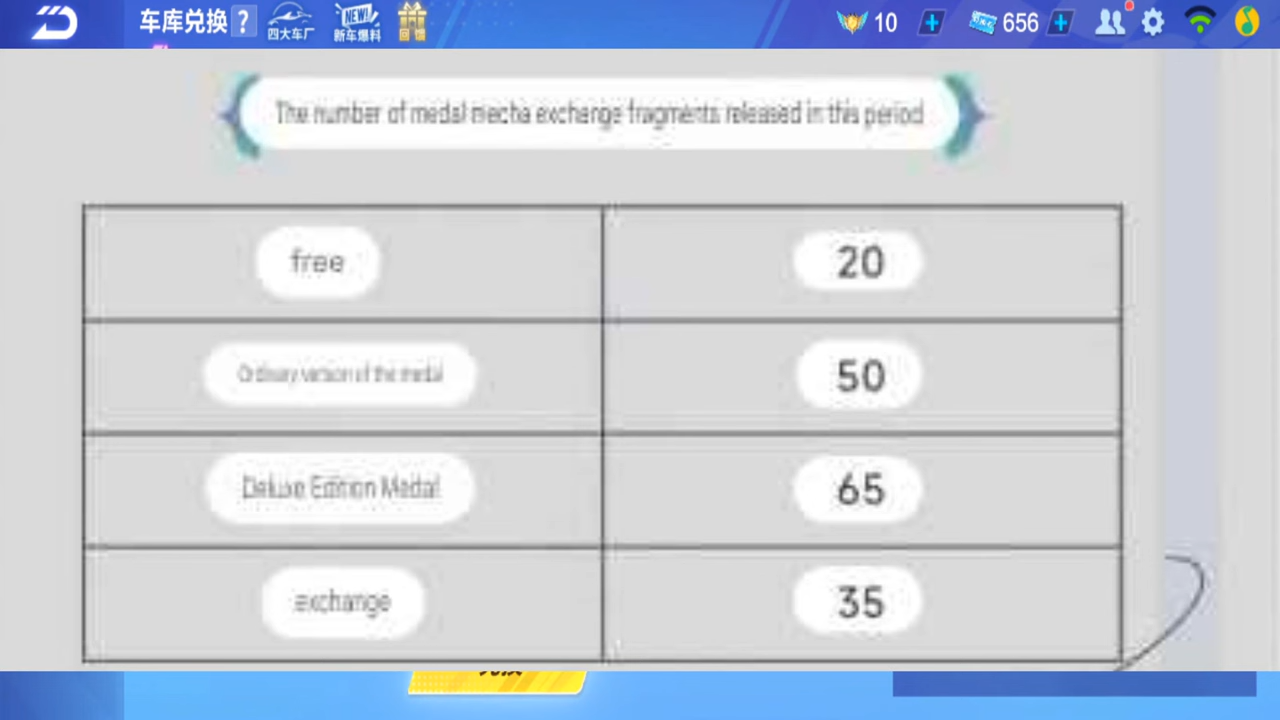 车库兑换 ?
四大车厂
NEW!
新车爆料
回馈
10
656
The number of medal mecha exchange fragments released in this period
free
20
Ordinary version of the medal
50
Deluxe Edition Medal
65
exchange
35